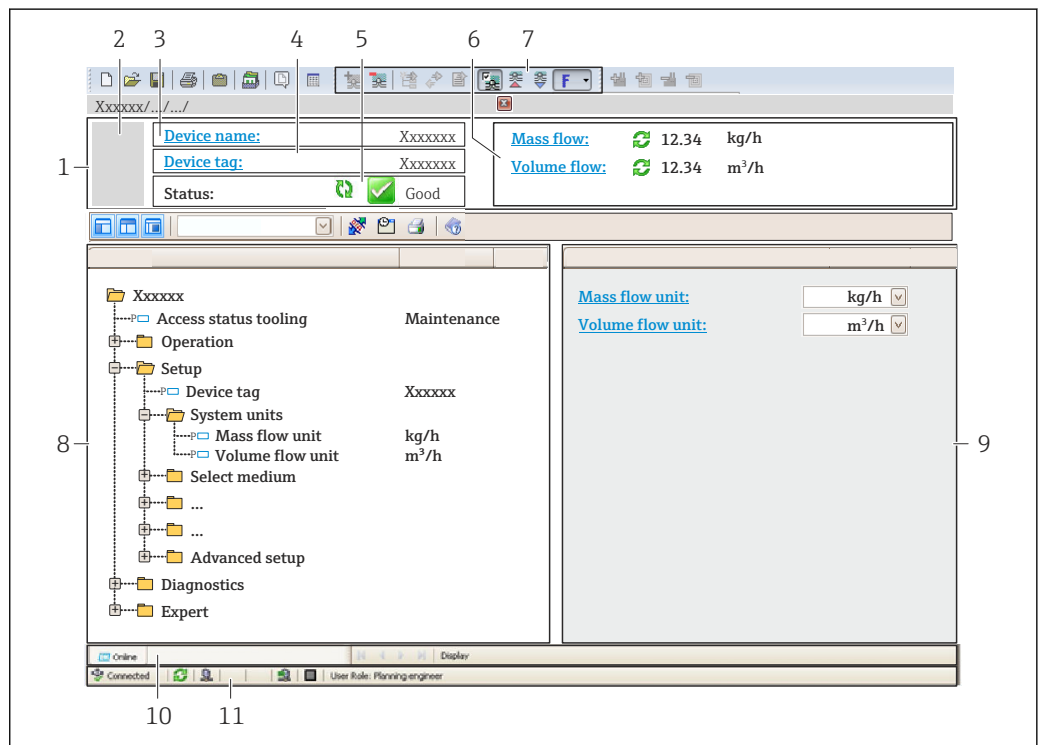 2 3 4 5 6 7
F
Xxxxxx/.../.../
1
Device name: Xxxxxxx
Device tag: Xxxxxxx
Status: Good
Mass flow: 12.34 kg/h
Volume flow: 12.34 m³/h
Xxxxxx
P Access status tooling Maintenance
Operation
Setup
P Device tag Xxxxxx
System units
P Mass flow unit kg/h
P Volume flow unit m³/h
Select medium
...
...
Advanced setup
Diagnostics
Expert
8
Mass flow unit: kg/h
Volume flow unit: m³/h
9
Online Display
Connected User Role: Planning engineer
10 11